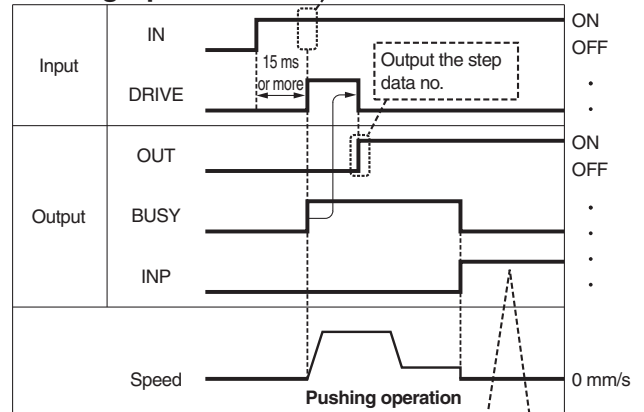 IN
ON
OFF
Input
15 ms
or more
Output the step
data no.
DRIVE
OUT
ON
OFF
Output
BUSY
INP
Speed
0 mm/s
Pushing operation